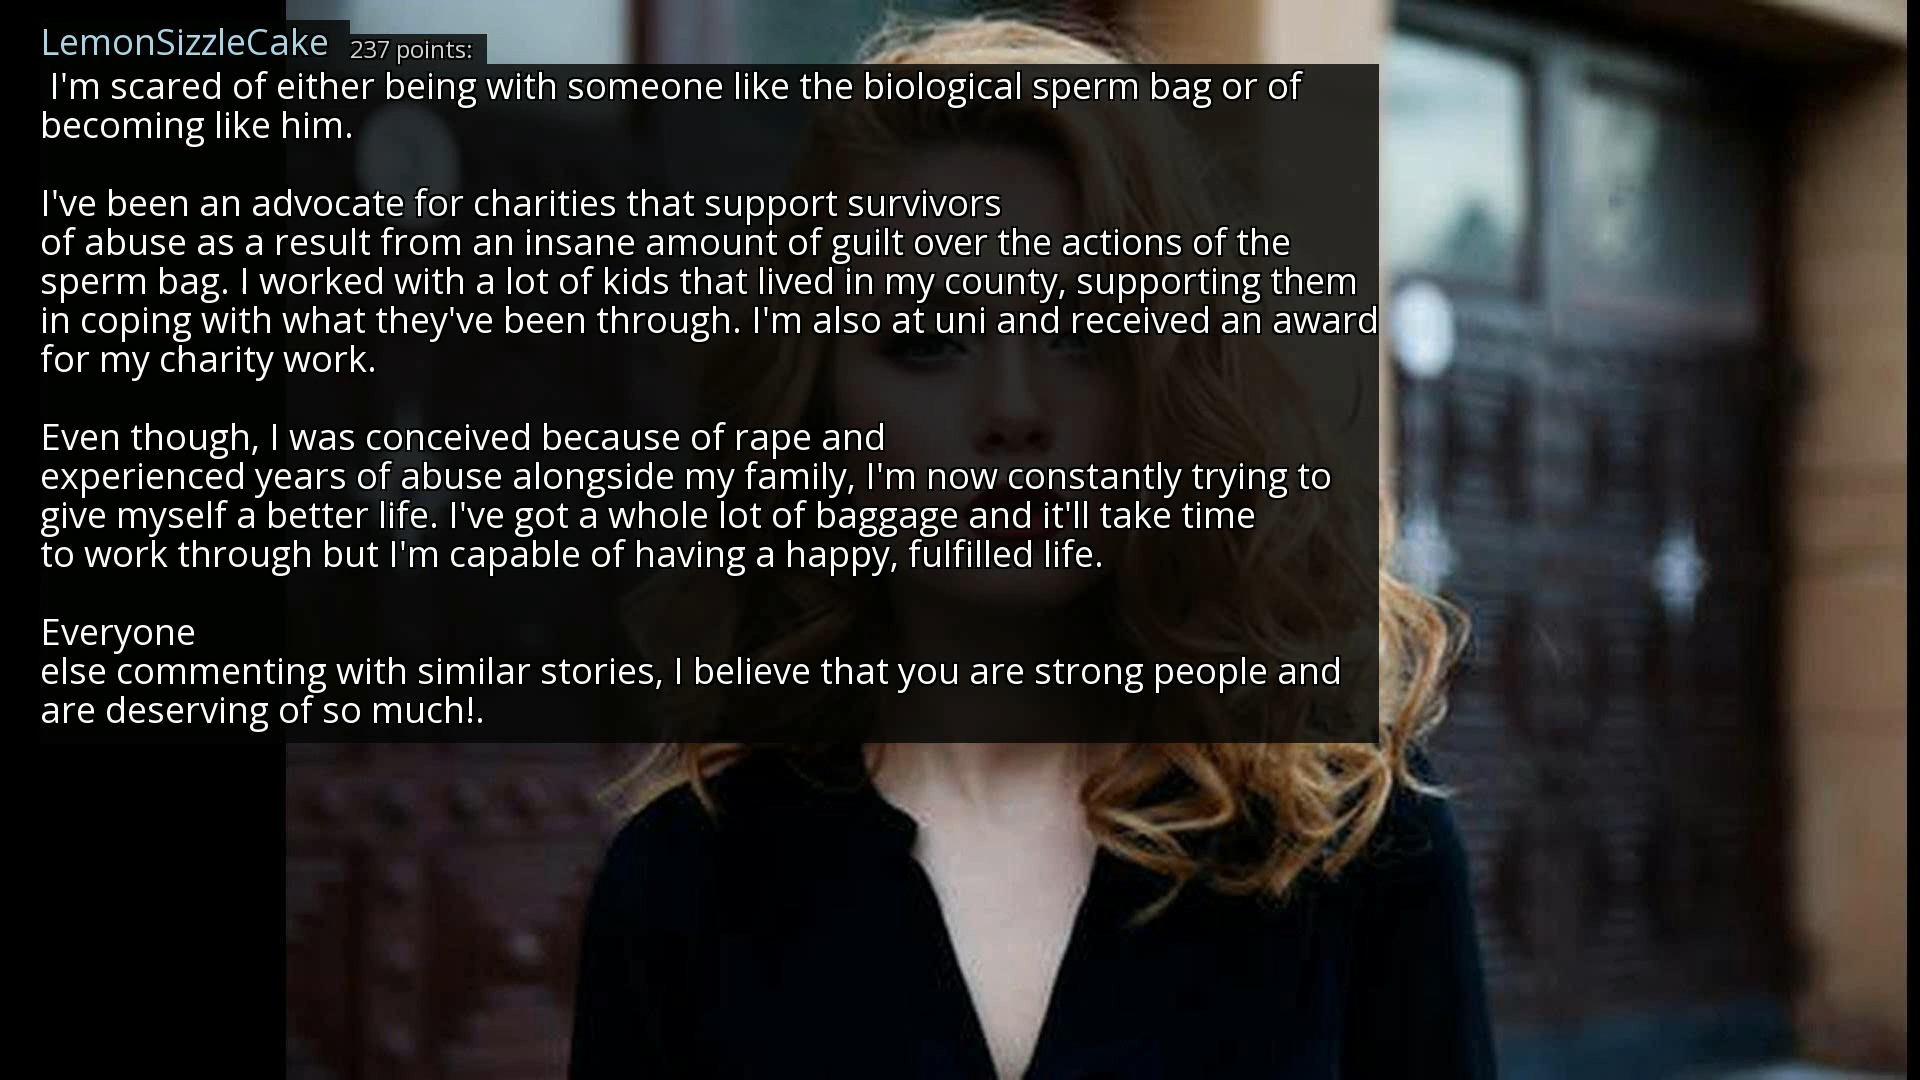 LemonSizzleCake 237 points:
I'm scared of either being with someone like the biological sperm bag or of
becoming like him.
I've been an advocate for charities that support survivors
of abuse as a result from an insane amount of guilt over the actions of the
sperm bag. I worked with a lot of kids that lived in my county, supporting them
in coping with what they've been through. I'm also at uni and received an award
for my charity work.
Even though, I was conceived because of rape and
experienced years of abuse alongside my family, I'm now constantly trying to
give myself a better life. I've got a whole lot of baggage and it'll take time
to work through but I'm capable of having a happy, fulfilled life.
Everyone
else commenting with similar stories, I believe that you are strong people and
are deserving of so much!.